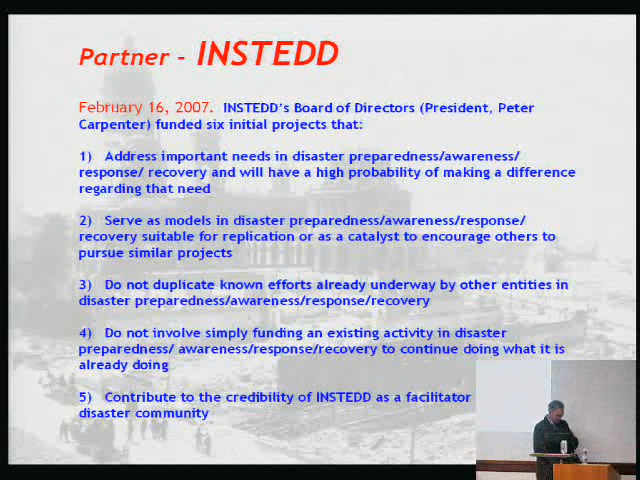 Partner - INSTEDD
February 16, 2007. INSTEDD's Board of Directors (President, Peter
Carpenter) funded six initial projects that:
1) Address important needs in disaster preparedness/awareness/
response/ recovery and will have a high probability of making a difference
regarding that need
2) Serve as models in disaster preparedness/awareness/response/
recovery suitable for replication or as a catalyst to encourage others to
pursue similar projects
3) Do not duplicate known efforts already underway by other entities in
disaster preparedness/awareness/response/recovery
4) Do not involve simply funding an existing activity in disaster
preparedness/ awareness/response/recovery to continue doing what it is
already doing
5) Contribute to the credibility of INSTEDD as a facilitator
disaster community